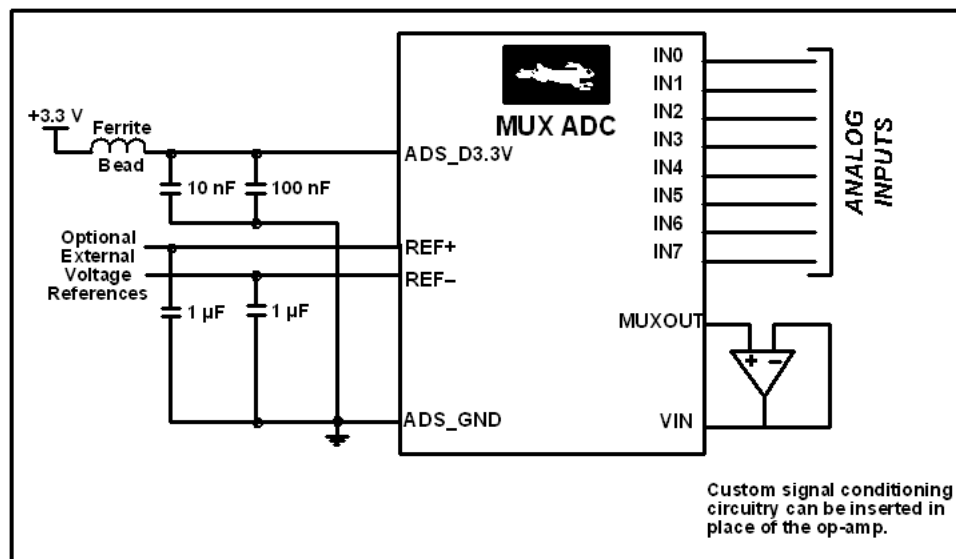 +3.3 V
Ferrite
Bead
10 nF
100 nF
Optional
External
Voltage
References
1 µF
1 µF
MUX ADC
ADS_D3.3V
REF+
REF–
ADS_GND
IN0
IN1
IN2
IN3
IN4
IN5
IN6
IN7
MUXOUT
VIN
ANALOG
INPUTS
+ –
Custom signal conditioning
circuitry can be inserted in
place of the op-amp.